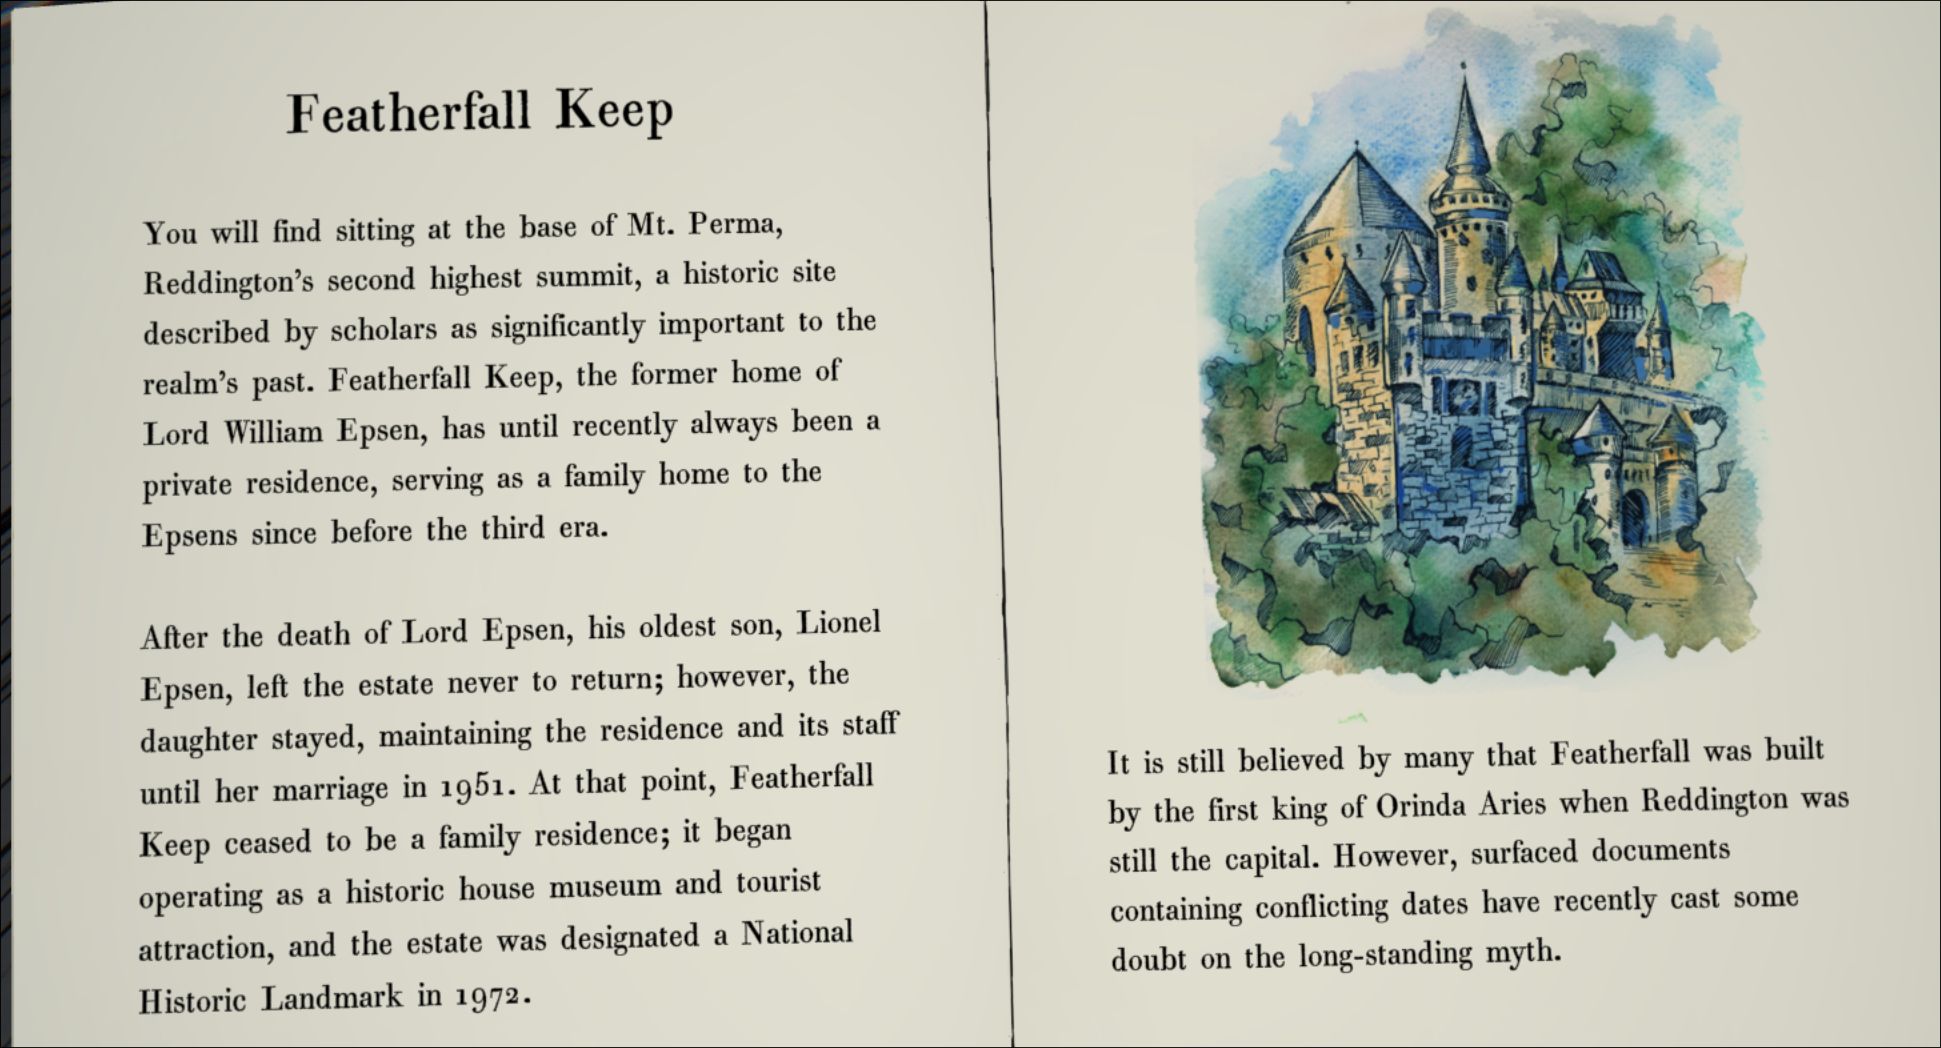 Featherfall Keep
You will find sitting at the base of Mt. Perma,
Reddington's second highest summit, a historic site
described by scholars as significantly important to the
realm's past. Featherfall Keep, the former home of
Lord William Epsen, has until recently always been a
private residence, serving as a family home to the
Epsens since before the third era.
After the death of Lord Epsen, his oldest son, Lionel
Epsen, left the estate never to return; however, the
daughter stayed, maintaining the residence and its staff
until her marriage in 1951. At that point, Featherfall
Keep ceased to be a family residence; it began
operating as a historic house museum and tourist
attraction, and the estate was designated a National
Historic Landmark in 1972.
It is still believed by many that Featherfall was built
by the first king of Orinda Aries when Reddington was
still the capital. However, surfaced documents
containing conflicting dates have recently cast some
doubt on the long-standing myth.